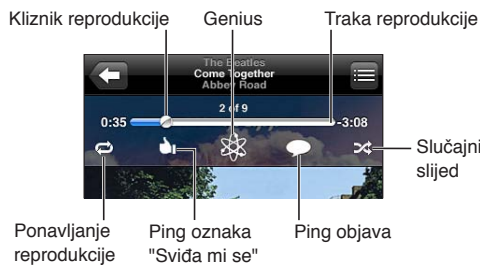 Kliznik reprodukcije
Genius
Traka reprodukcije
The Beatles
Come Together
Abbey Road
2 of 9
0:35
-3:08
Slučajni
slijed
Ponavljanje
reprodukcije
Ping oznaka
"Sviđa mi se"
Ping objava